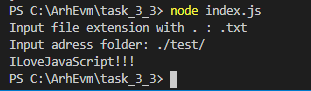 PS C:\ArhEvm\task_3_3> node index.js
Input file extension with . : .txt
Input adress folder: ./test/
ILoveJavaScript!!!
PS C:\ArhEvm\task_3_3>